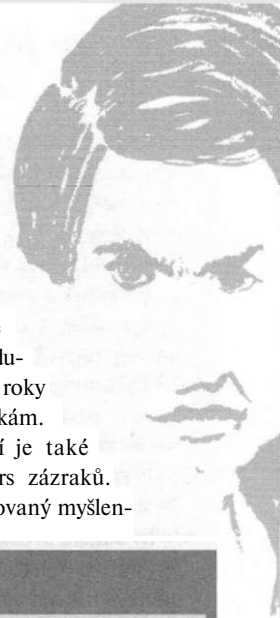 du-
roky
kám.
í je také
rs zázraků.
ovaný myšlen-